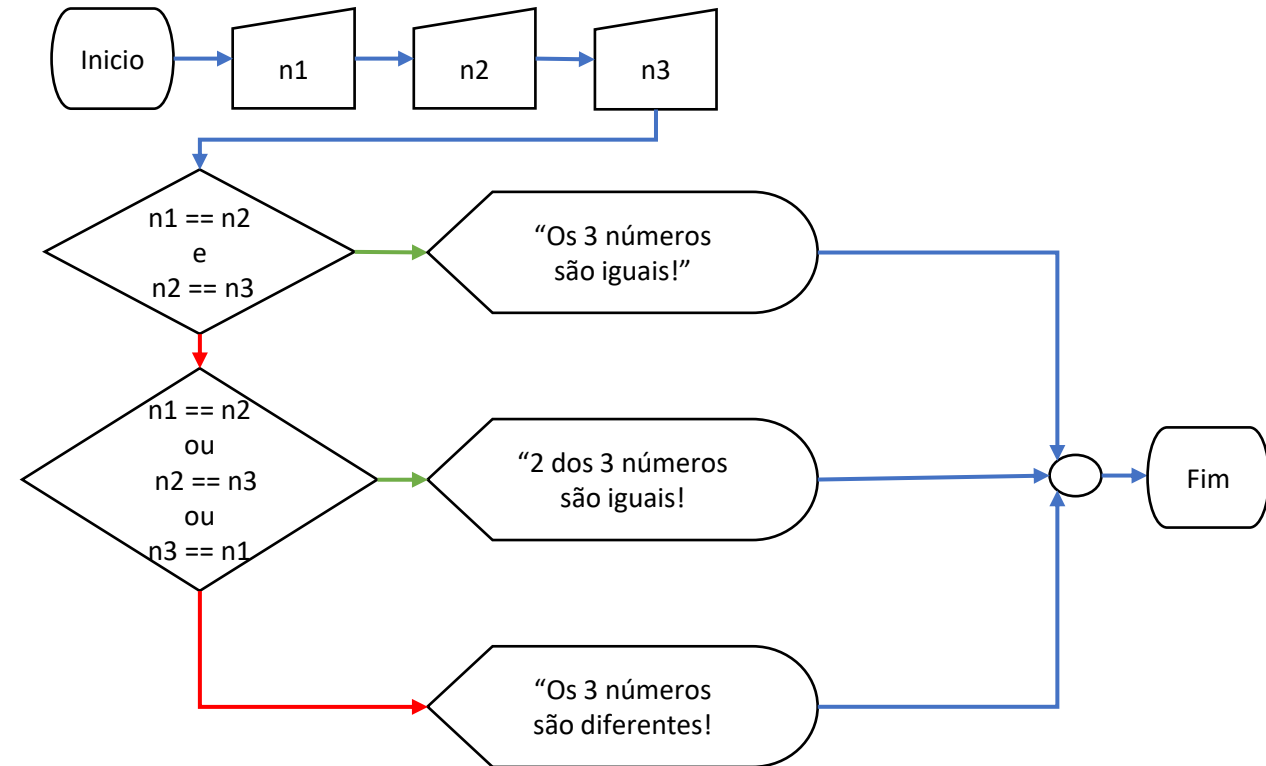 Inicio
n1
n2
n3
n1 == n2
e
n2 == n3
“Os 3 números
são iguais!”
n1 == n2
ou
n2 == n3
ou
n3 == n1
“2 dos 3 números
são iguais!
Fim
“Os 3 números
são diferentes!